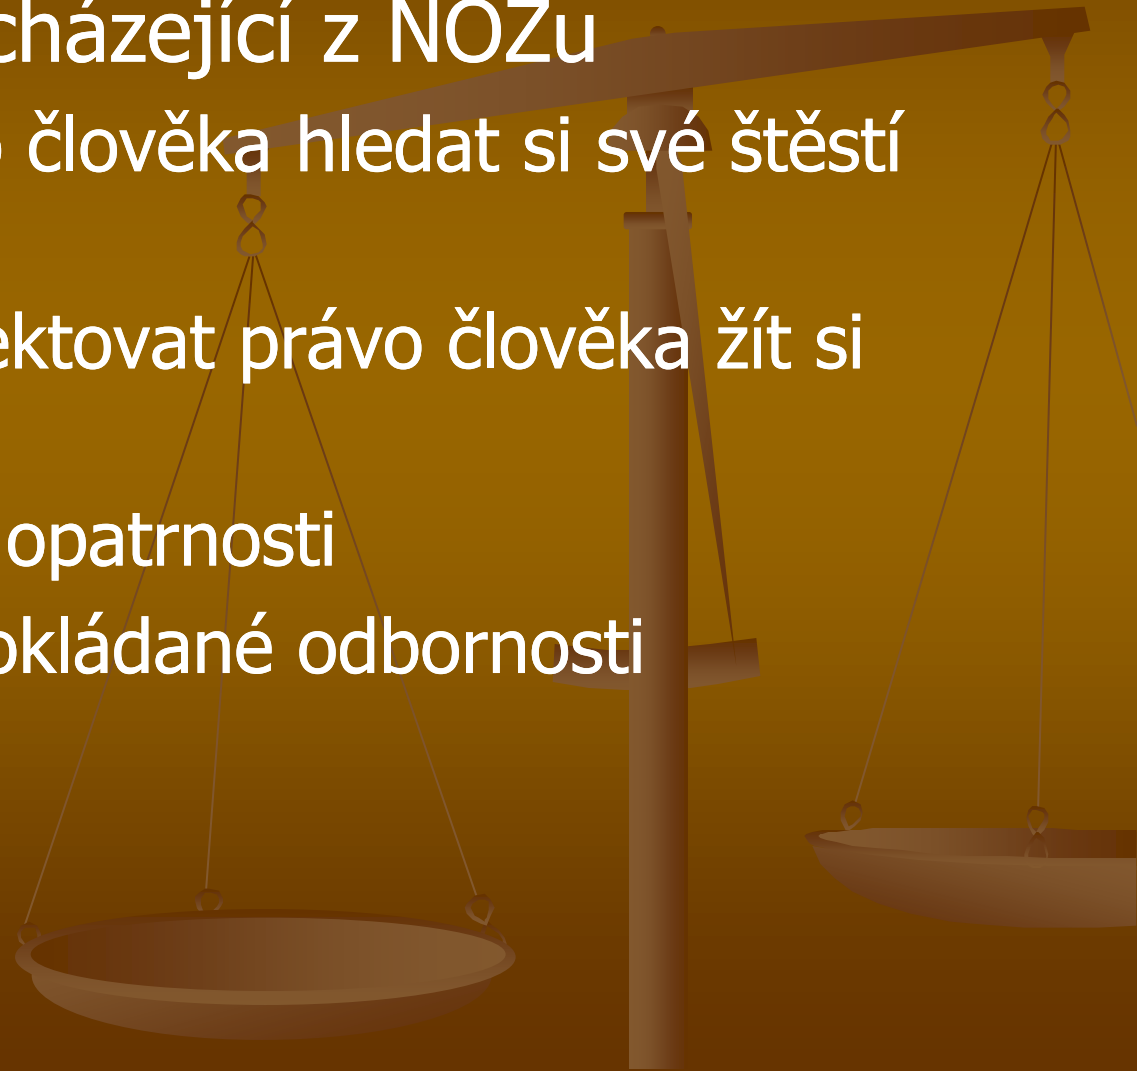 cházející z NOZu
člověka hledat si své štěstí
ektovat právo člověka žít si
opatrnosti
okládané odbornosti